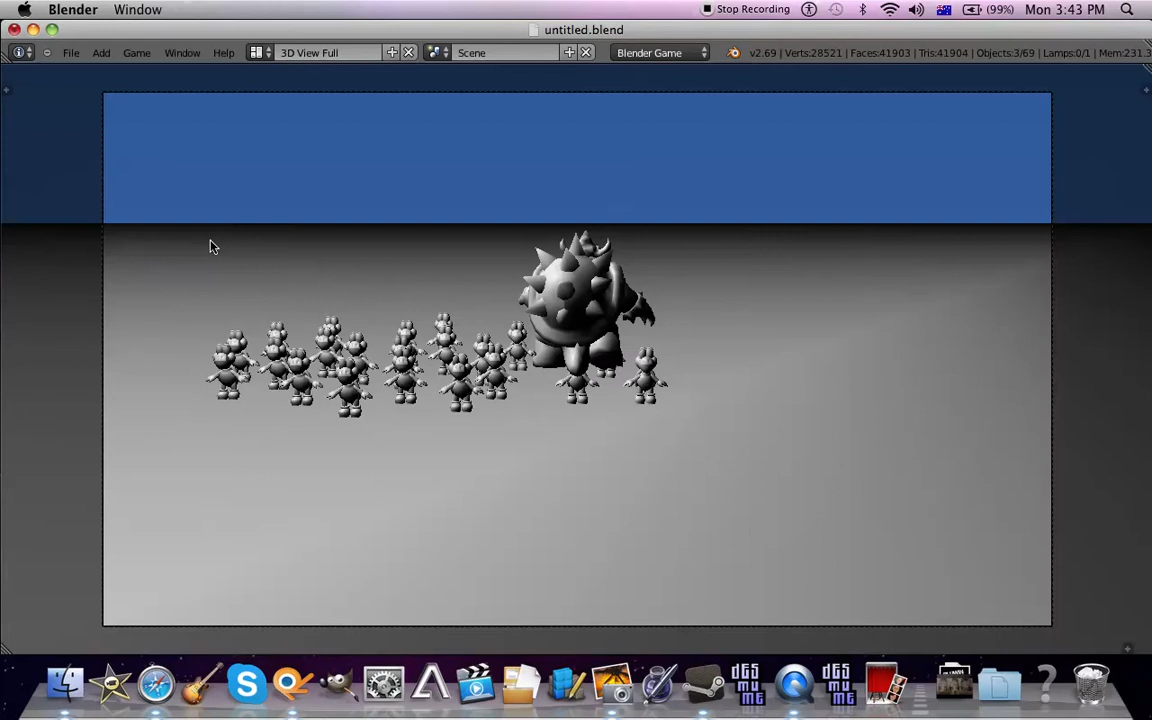 Blender Window Stop Recording (99%) Mon 3:43 PM
untitled.blend
File Add Game Window Help 3D View Full Scene Blender Game v2.69 | Verts:28521 | Faces:41903 | Tris:41904 | Objects:3/69 | Lamps:0/1 | Mem:231.3
DESMUME DESMUME